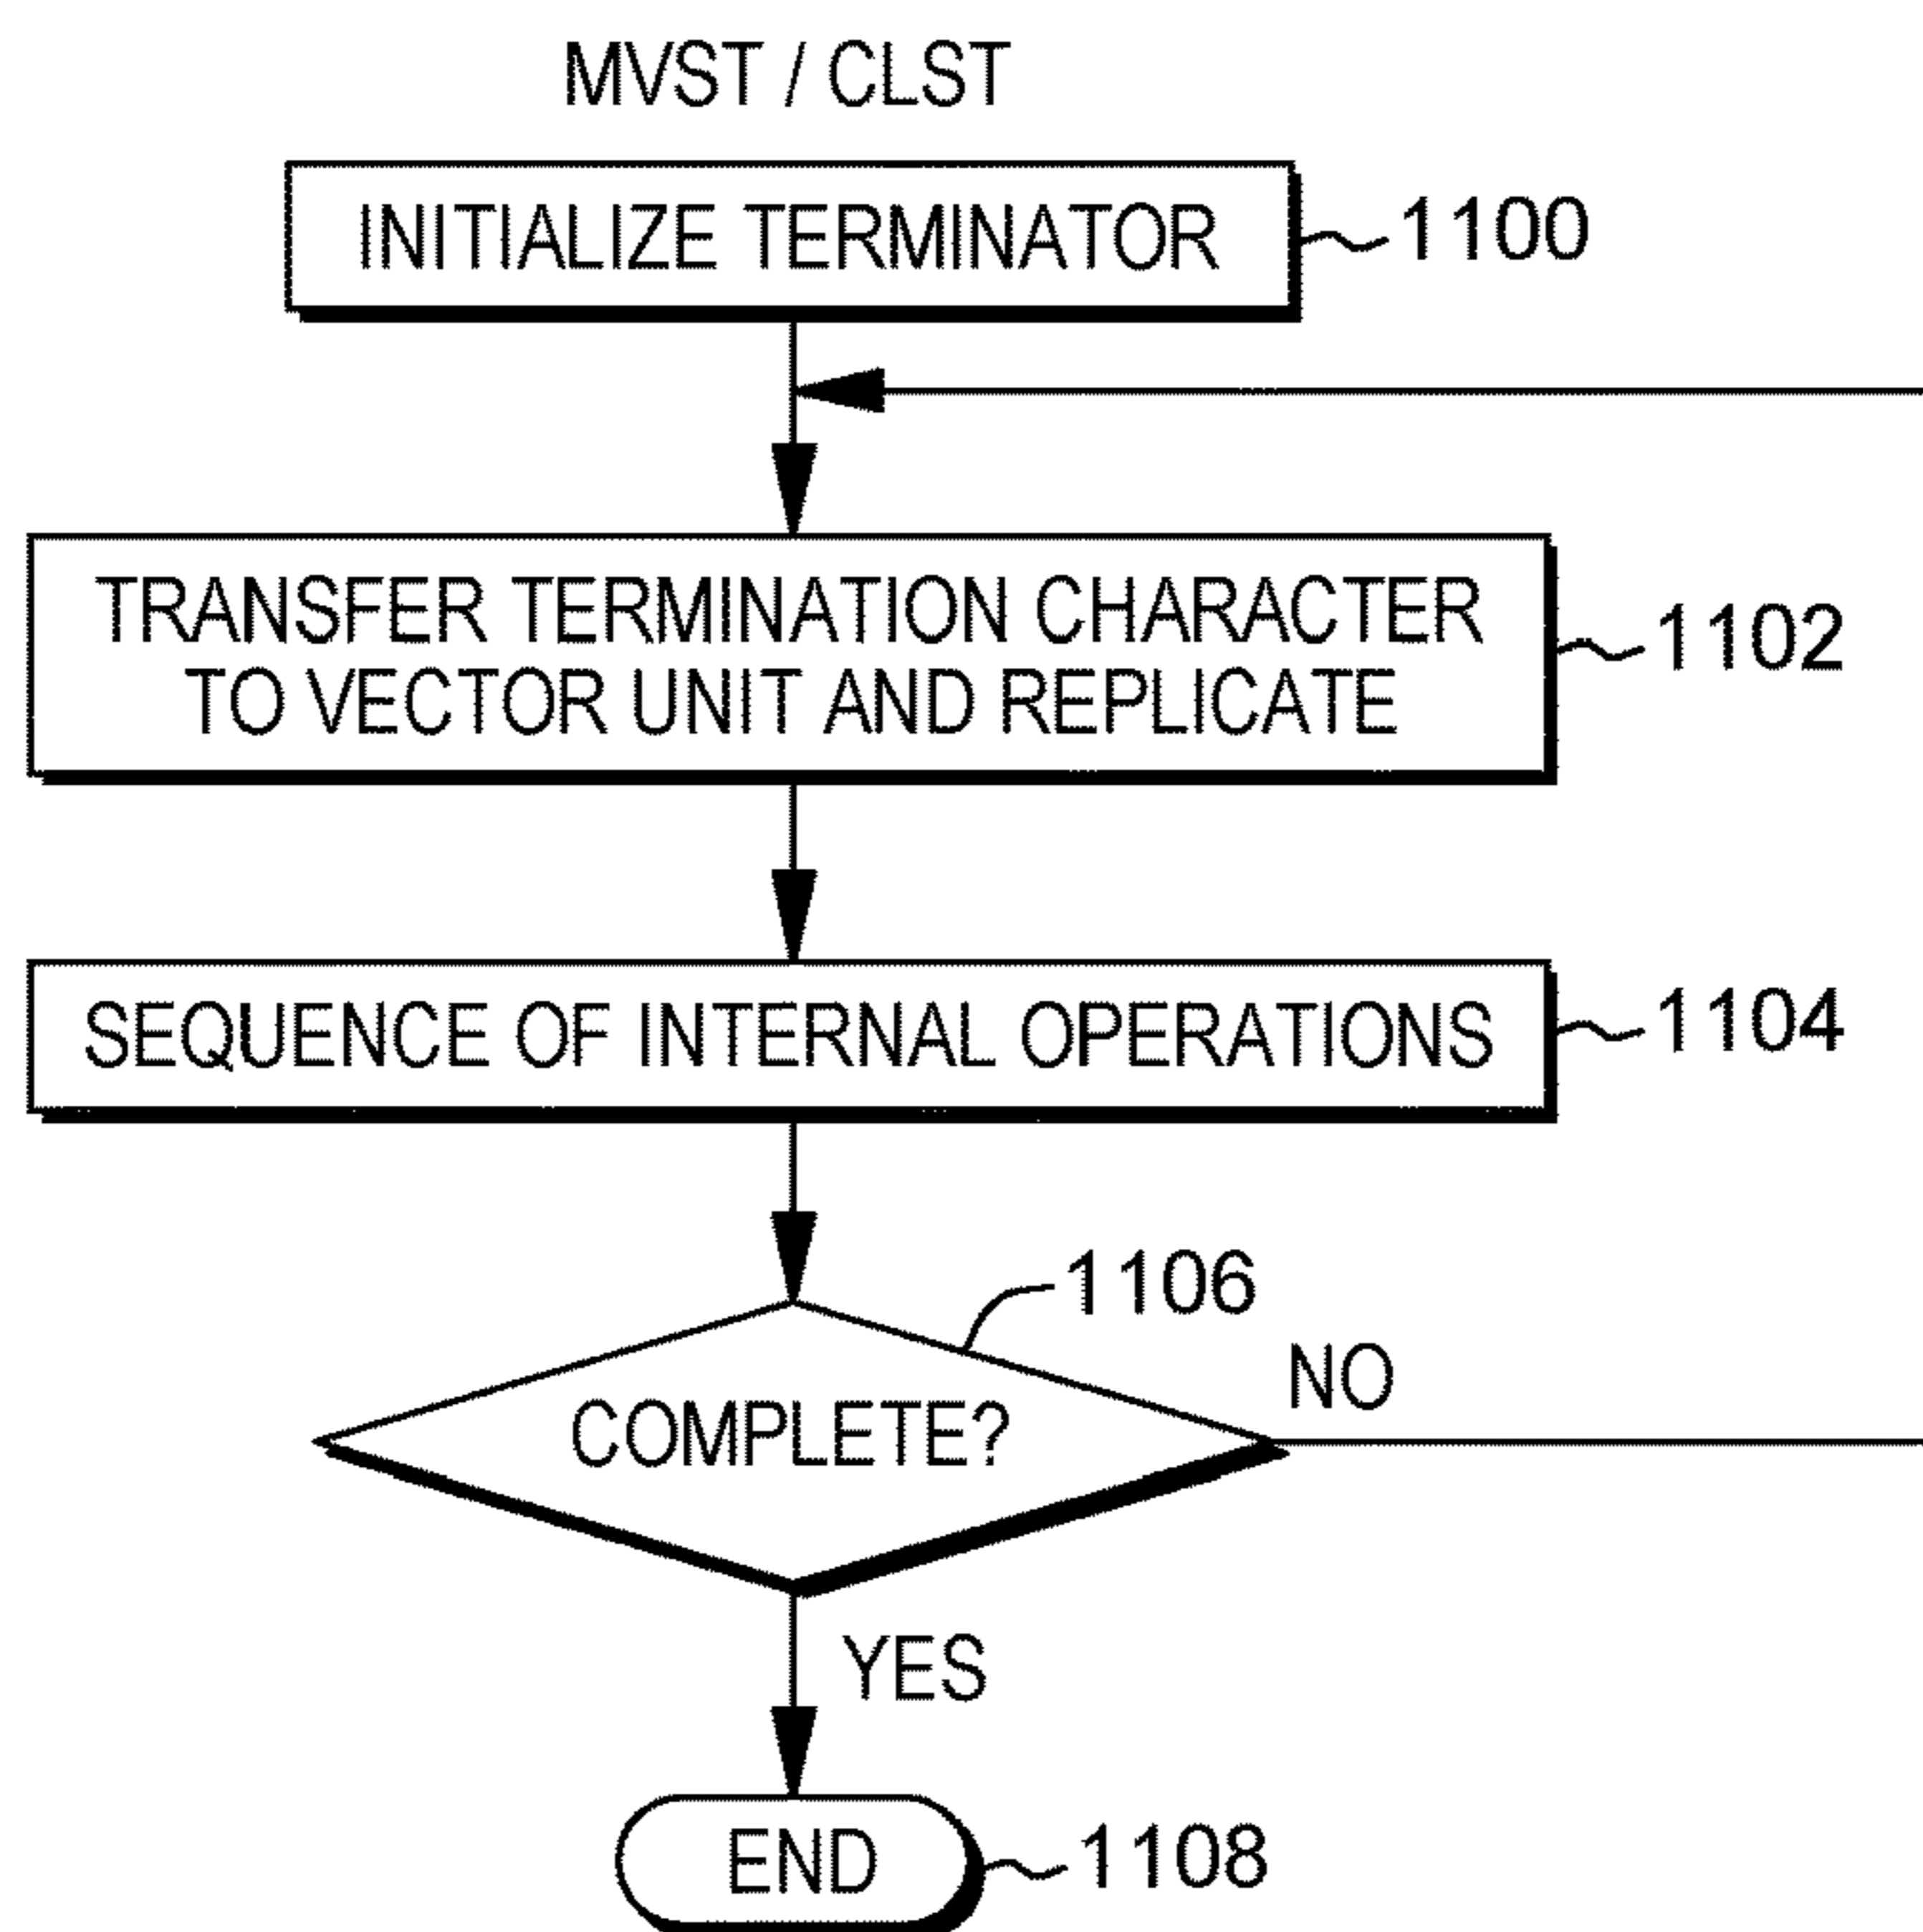 MVST / CLST
INITIALIZE TERMINATOR
1100
TRANSFER TERMINATION CHARACTER
TO VECTOR UNIT AND REPLICATE
1102
SEQUENCE OF INTERNAL OPERATIONS
1104
1106
COMPLETE?
NO
YES
END
1108